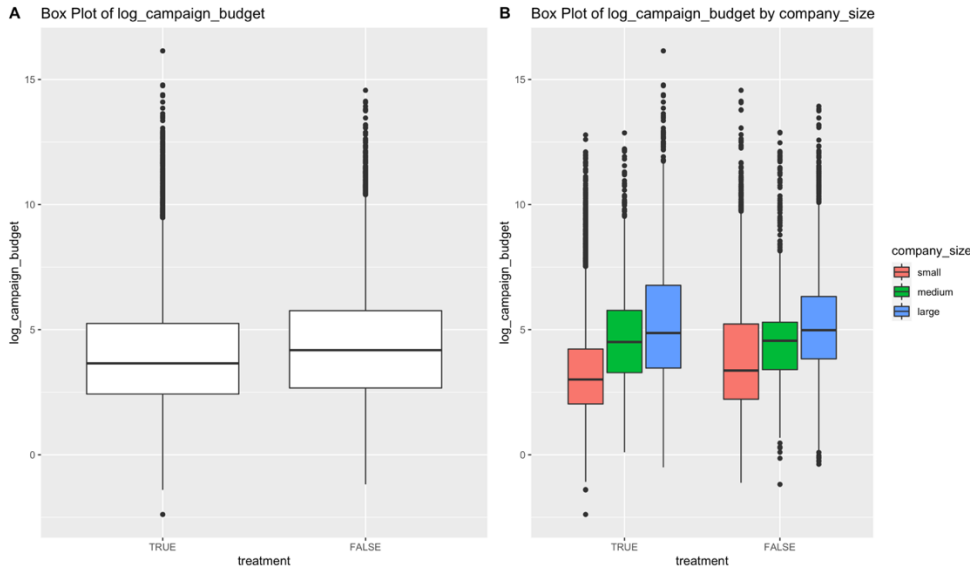 A Box Plot of log_campaign_budget
log_campaign_budget
15
10
5
0
TRUE FALSE
treatment
B Box Plot of log_campaign_budget by company_size
log_campaign_budget
15
10
5
0
TRUE FALSE
treatment
company_size
small
medium
large